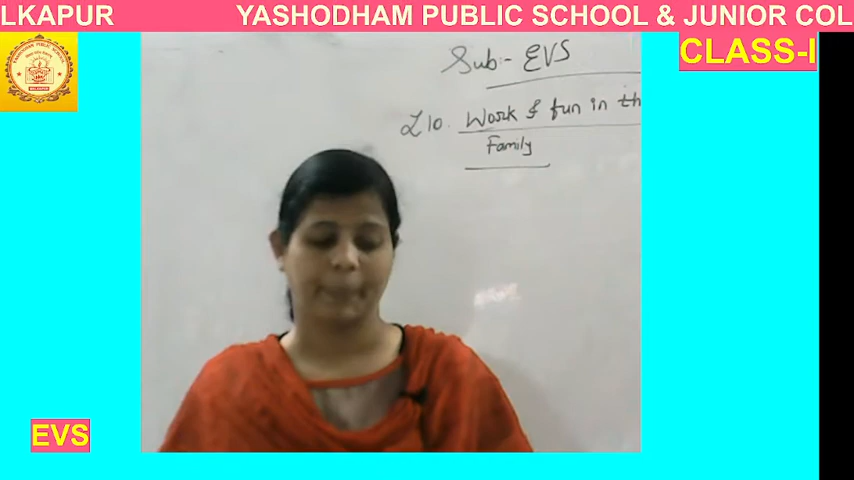 LKAPUR YASHODHAM PUBLIC SCHOOL & JUNIOR COL
CLASS-I
Sub:- EVS
L10. Work & fun in th
Family
EVS